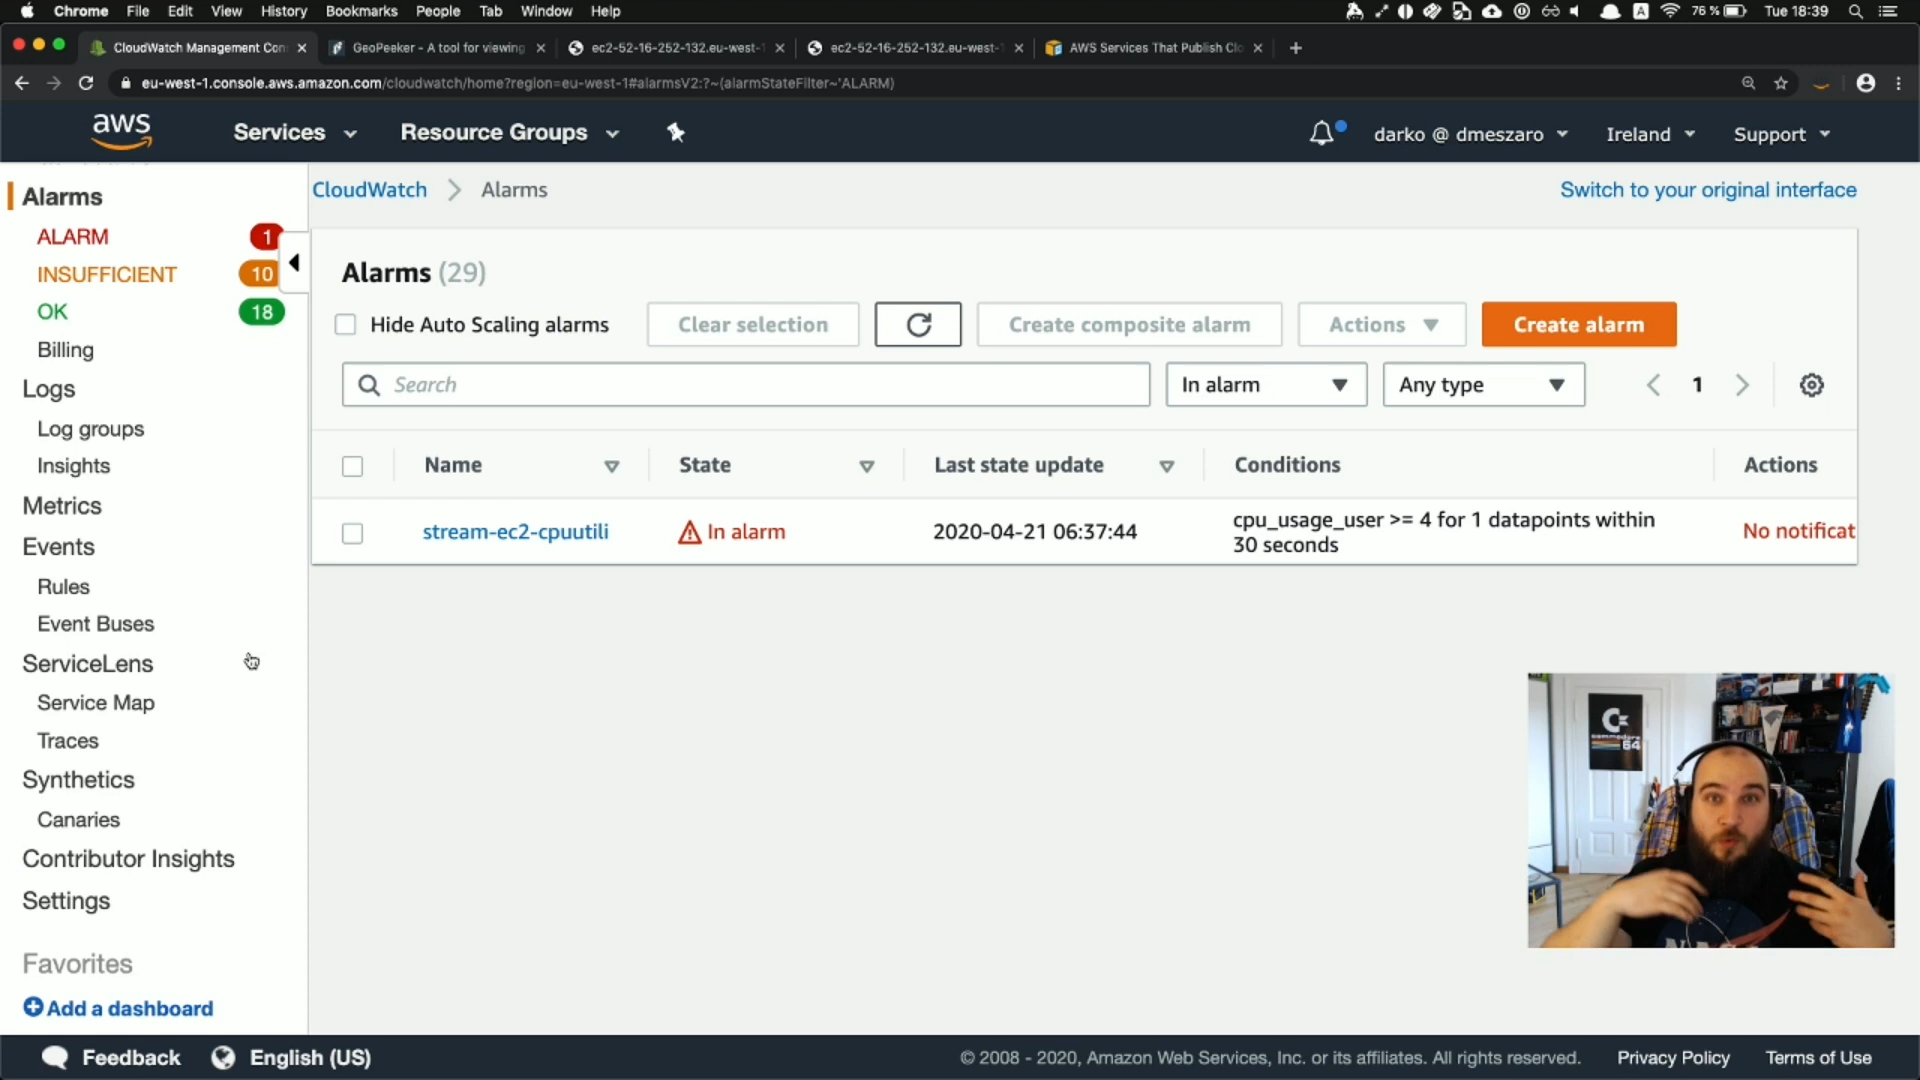 Chrome File Edit View History Bookmarks People Tab Window Help
76 % Tue 18:39
CloudWatch Management Con
GeoPeeker - A tool for viewing
ec2-52-16-252-132.eu-west-1
ec2-52-16-252-132.eu-west-1
AWS Services That Publish Clo
eu-west-1.console.aws.amazon.com/cloudwatch/home?region=eu-west-1#alarmsV2:?~(alarmStateFilter~'ALARM)
aws
Services
Resource Groups
darko @ dmeszaro
Ireland
Support
Alarms
ALARM 1
INSUFFICIENT 10
OK 18
Billing
Logs
Log groups
Insights
Metrics
Events
Rules
Event Buses
ServiceLens
Service Map
Traces
Synthetics
Canaries
Contributor Insights
Settings
Favorites
Add a dashboard
CloudWatch > Alarms
Switch to your original interface
Alarms (29)
Hide Auto Scaling alarms
Clear selection
Create composite alarm
Actions
Create alarm
Search
In alarm
Any type
1
Name State Last state update Conditions Actions
stream-ec2-cpuutili In alarm 2020-04-21 06:37:44 cpu_usage_user >= 4 for 1 datapoints within
30 seconds
No notificat
commodore
64
Feedback
English (US)
© 2008 - 2020, Amazon Web Services, Inc. or its affiliates. All rights reserved.
Privacy Policy
Terms of Use